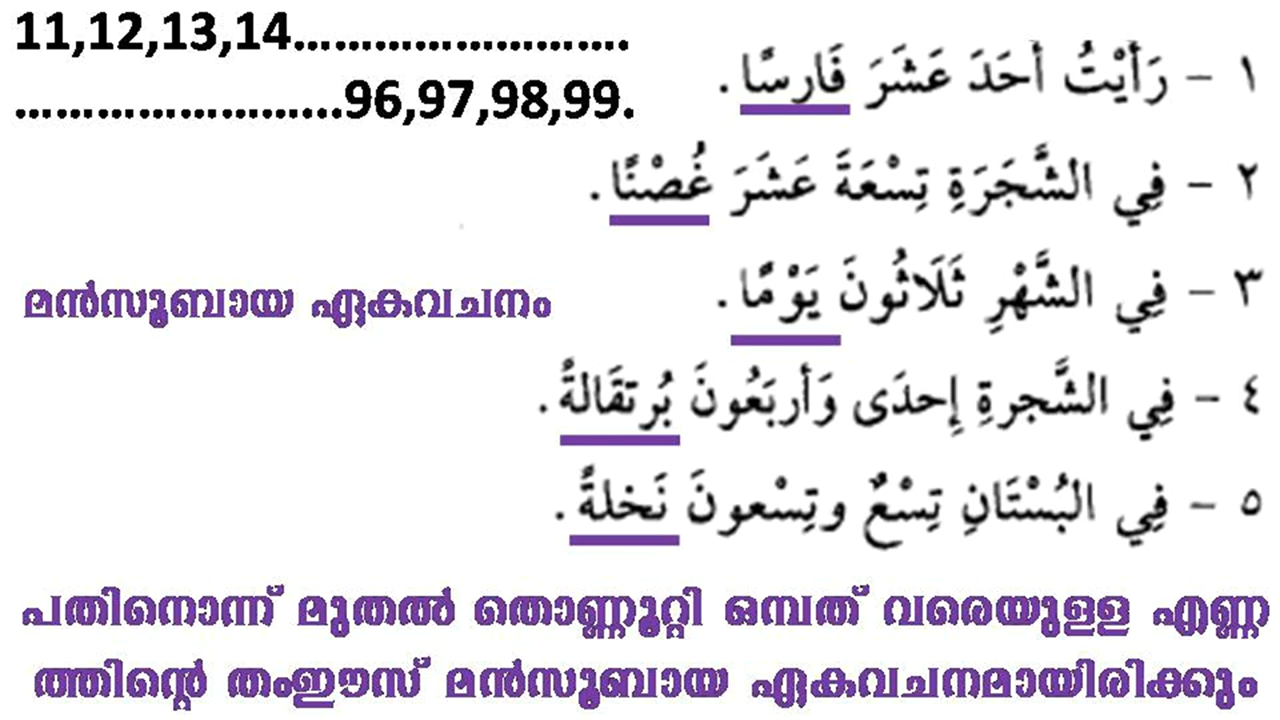 11,12,13,14.........................
........................96,97,98,99.
١ - رَأَيْتُ أَحَدَ عَشَرَ فَارِسًا .
٢ - فِي الشَّجَرَةِ تِسْعَةَ عَشَرَ غُصْنًا .
٣ - فِي الشَّهْرِ ثَلَاثُونَ يَوْمًا .
മൻസൂബായ ഏകവചനം
٤ - فِي الشَّجرةِ إِحدَى وَأربَعُونَ بُرتقَالةً .
٥ - فِي البُسْتَانِ تِسْعٌ وتِسْعونَ نَخلةً .
പതിനൊന്ന് മുതൽ തൊണ്ണൂറ്റി ഒമ്പത് വരെയുള്ള എണ്ണ
ത്തിന്റെ തംഈസ് മൻസൂബായ ഏകവചനമായിരിക്കും